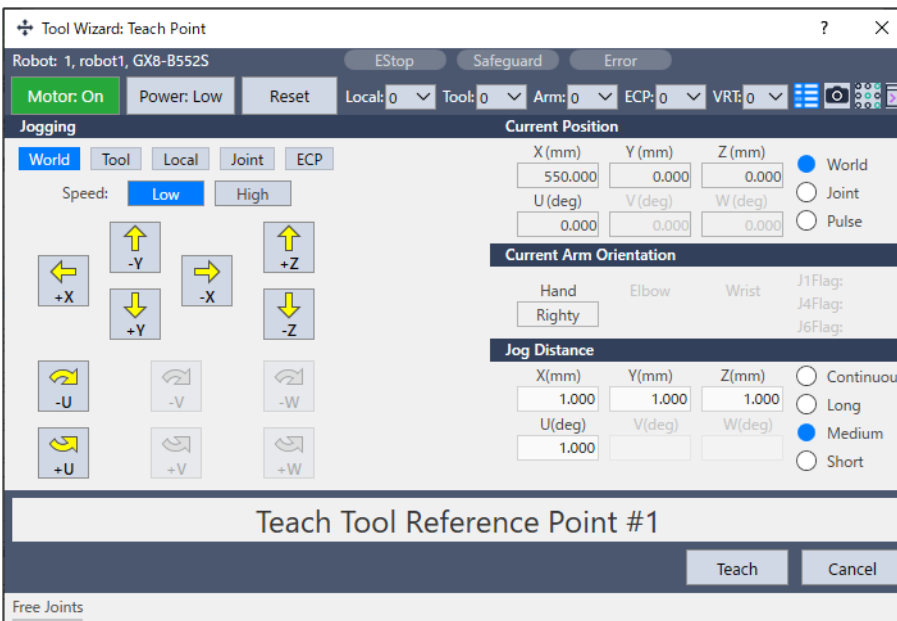 Tool Wizard: Teach Point ? ×
Robot: 1, robot1, GX8-B552S EStop Safeguard Error
Motor: On Power: Low Reset Local: 0 Tool: 0 Arm: 0 ECP: 0 VRT: 0
Jogging
World Tool Local Joint ECP
Speed: Low High
-Y +Z
+X -X
+Y -Z
-U -V -W
+U +V +W
Current Position
X (mm) Y (mm) Z (mm)
550.000 0.000 0.000
U (deg) V (deg) W (deg)
0.000 0.000 0.000
World
Joint
Pulse
Current Arm Orientation
Hand Elbow Wrist
Righty
J1Flag:
J4Flag:
J6Flag:
Jog Distance
X(mm) Y(mm) Z(mm)
1.000 1.000 1.000
U(deg) V(deg) W(deg)
1.000
Continuou
Long
Medium
Short
Teach Tool Reference Point #1
Teach Cancel
Free Joints